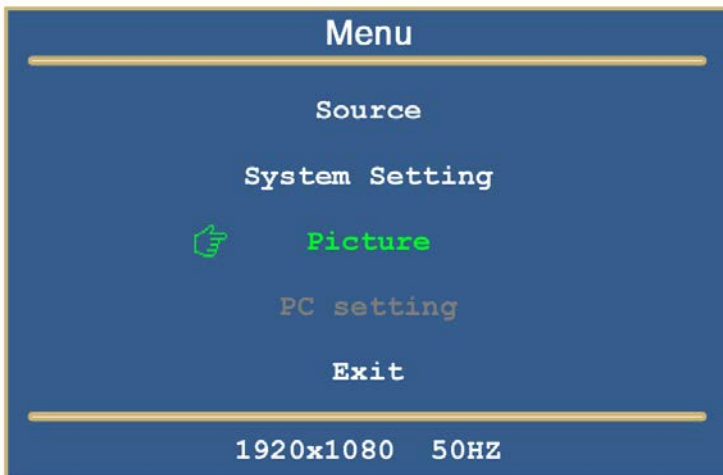 Menu
Source
System Setting
Picture
PC setting
Exit
1920x1080 50HZ